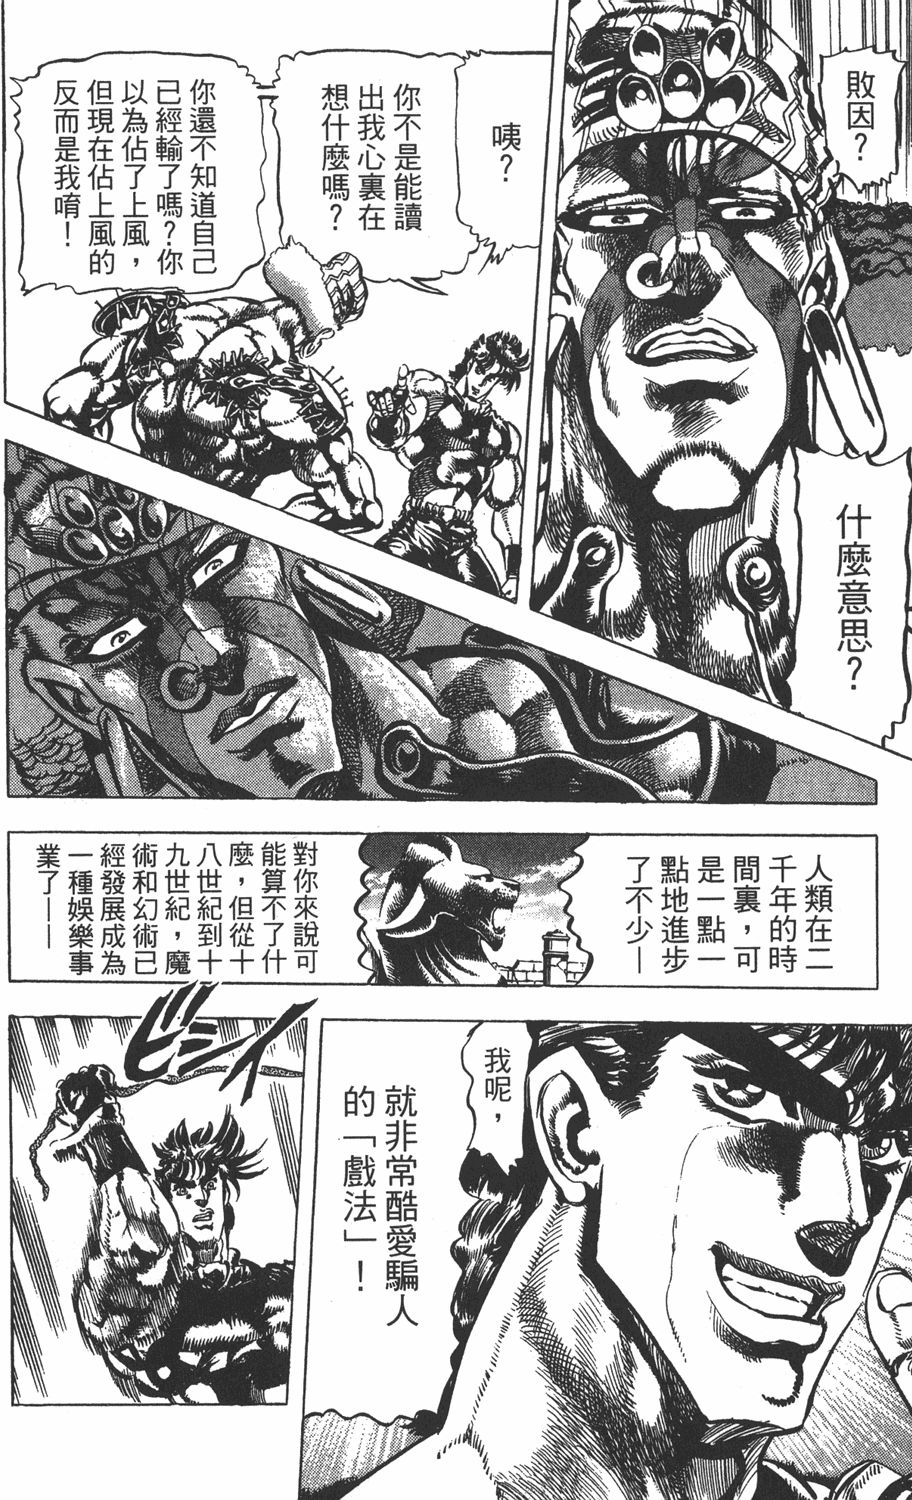 敗因？
什麼意思？
咦？
你不是能讀
出我心裏在
想什麼嗎？
你還不知道自己
已經輸了嗎？你
以為佔了上風，
但現在佔上風的
反而是我唷！
人類在二
千年的時
間裏，可
是一點一
點地進步
了不少—
對你來說可
能算不了什
麼，但從十
八世紀到十
九世紀，魔
術和幻術已
經發展成為
一種娛樂事
業了——
我呢，
就非常酷愛騙人
的「戲法」！
ビーイ